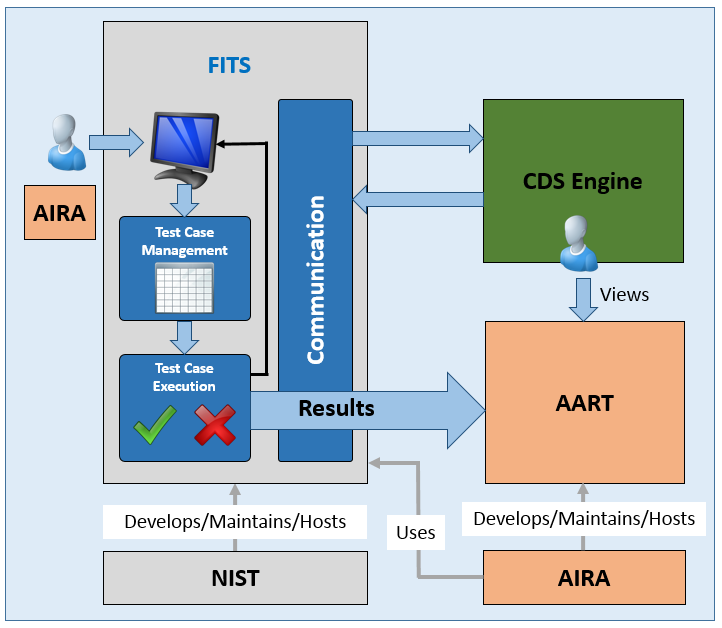 FITS
AIRA
Test Case
Management
Test Case
Execution
Communication
Results
CDS Engine
Views
AART
Develops/Maintains/Hosts
NIST
Uses
Develops/Maintains/Hosts
AIRA